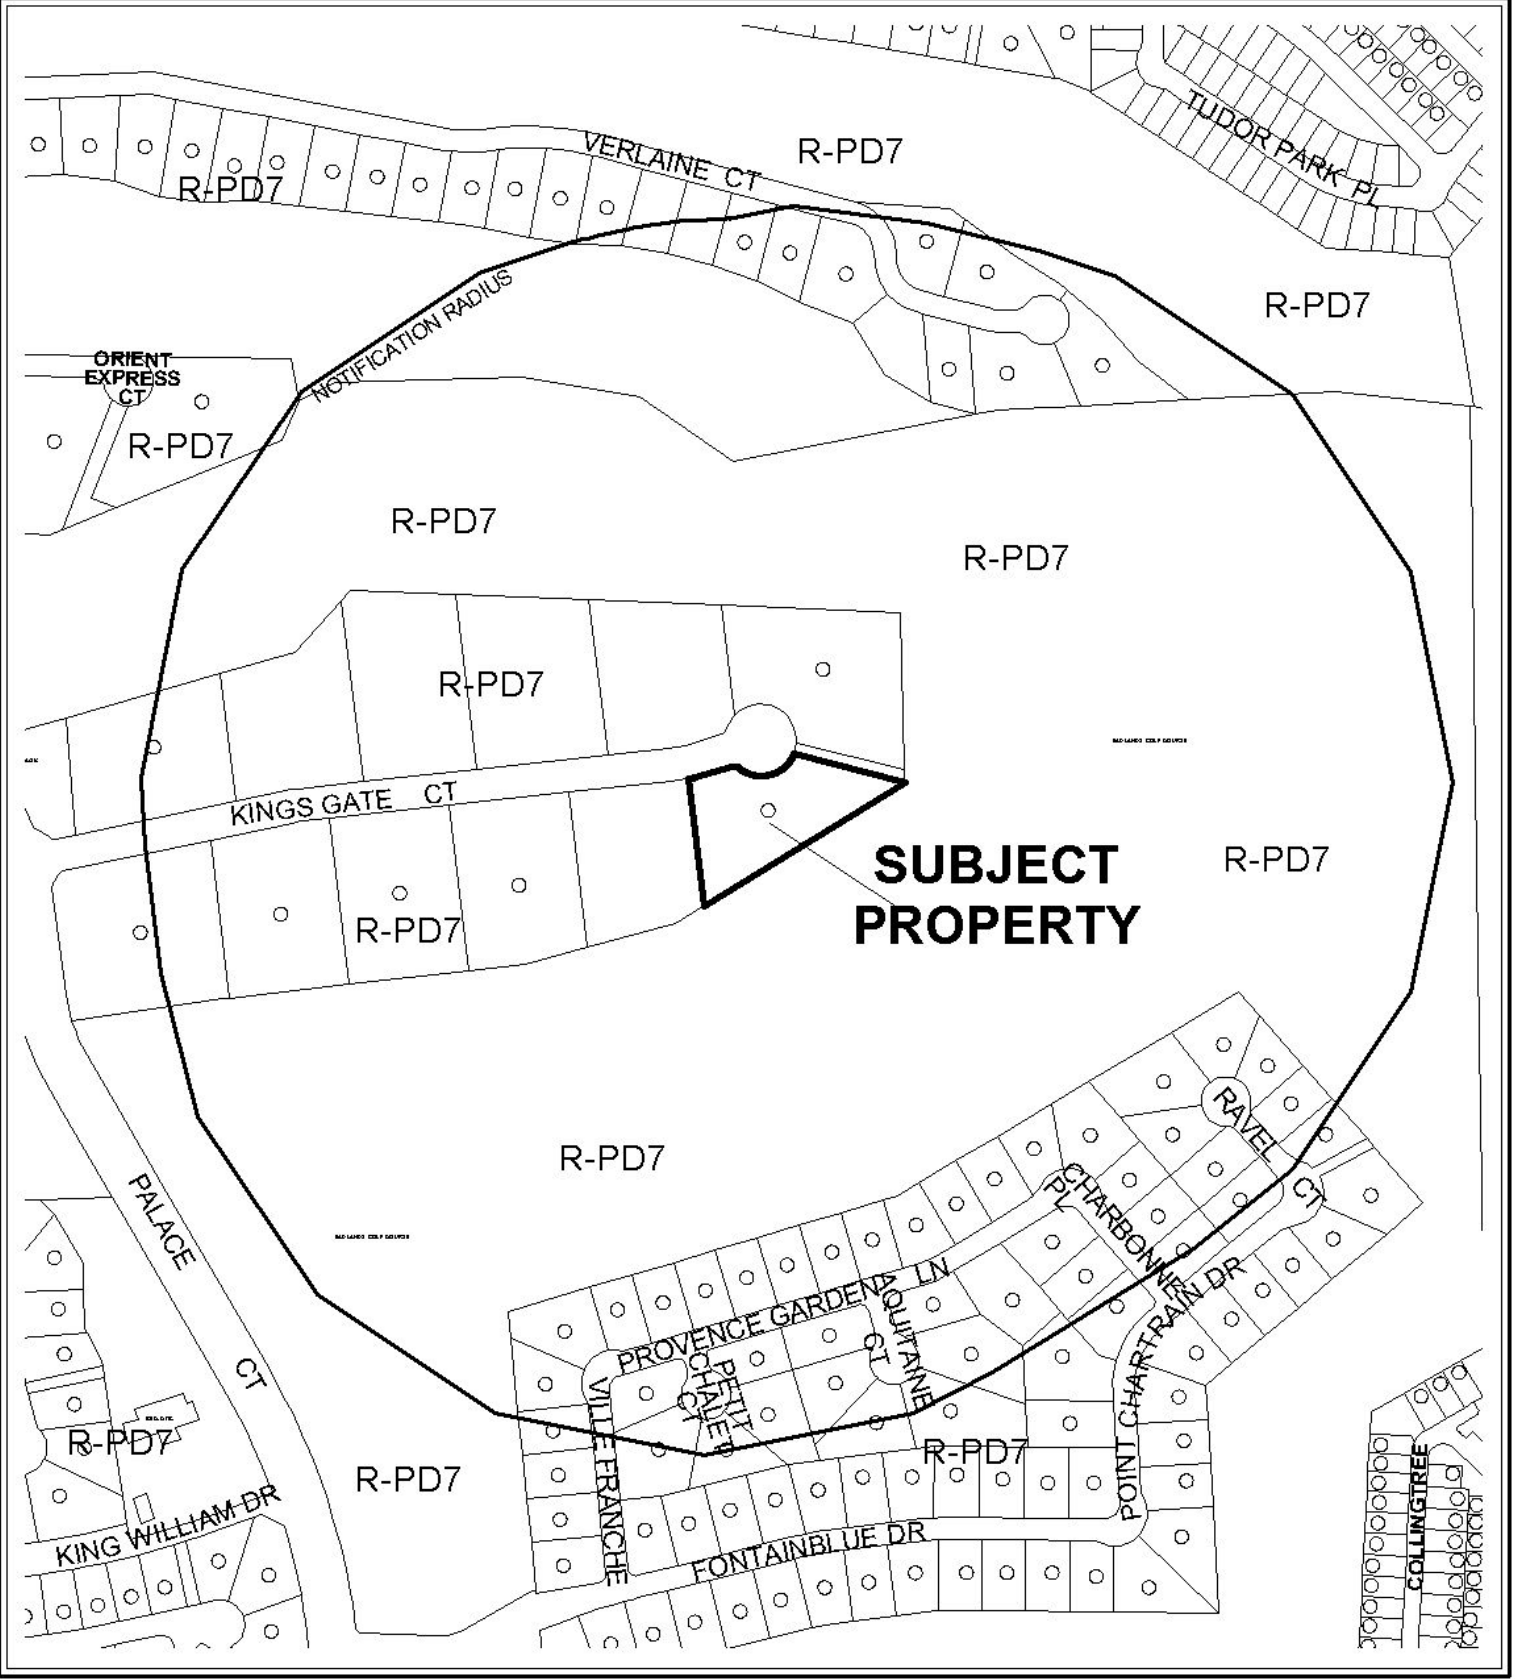 TUDOR PARK PL
VERLAINE CT
R-PD7
R-PD7
R-PD7
NOTIFICATION RADIUS
ORIENT
EXPRESS
CT
R-PD7
R-PD7
R-PD7
R-PD7
KINGS GATE CT
SUBJECT
PROPERTY
R-PD7
R-PD7
R-PD7
RAVEL CT
CHARBONNE
PL
PALACE CT
PROVENCE GARDEN LN
AQUITAINE
CT
PETIT
CHALET
CT
VILLE FRANCHE
POINT CHARTRAIN DR
R-PD7
R-PD7
R-PD7
KING WILLIAM DR
FONTAINBLUE DR
COLLINGTREE